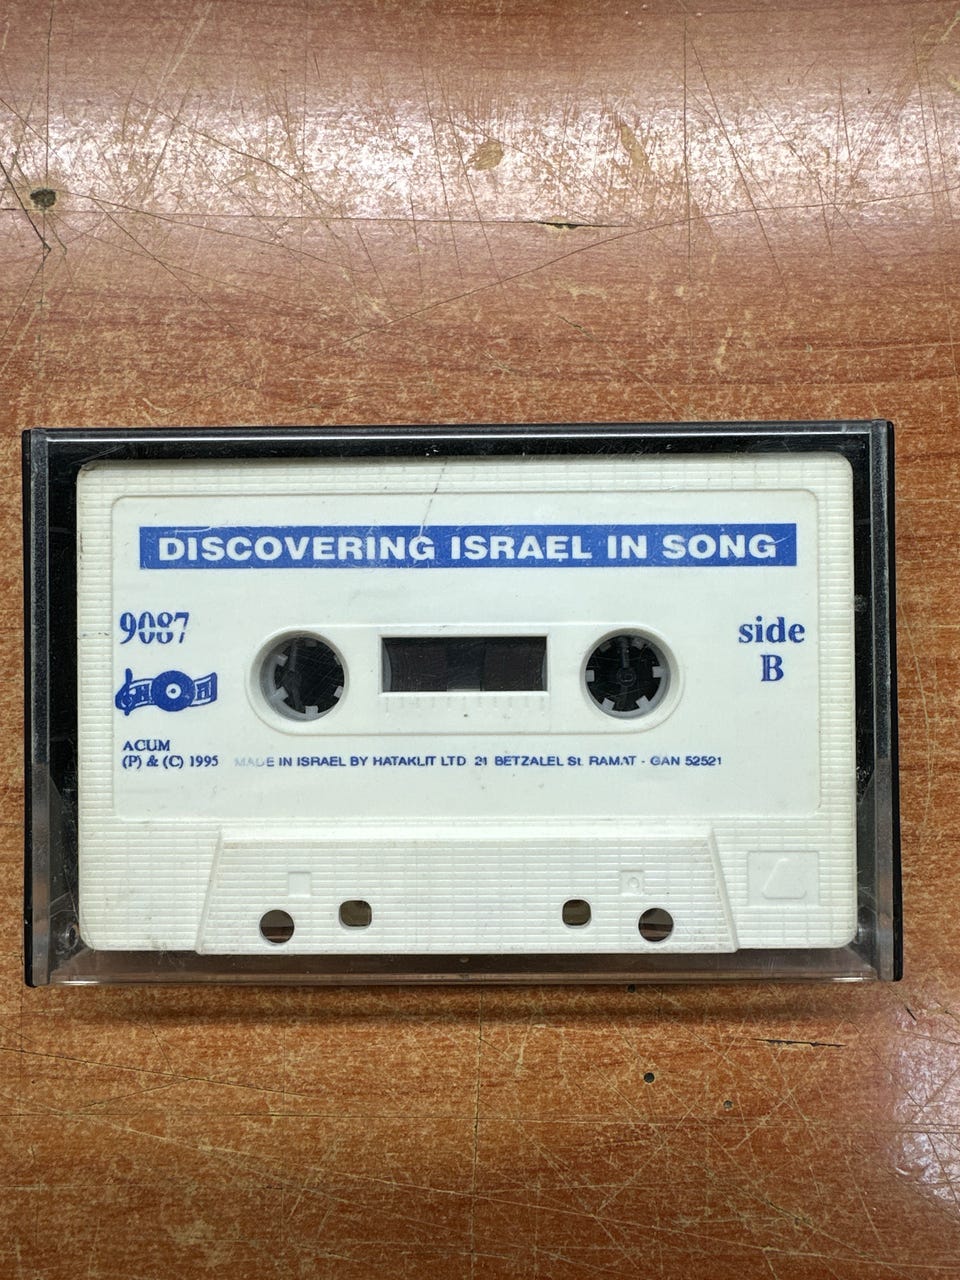 DISCOVERING ISRAEL IN SONG
9087
side
B
ACUM
(P) & (C) 1995
MADE IN ISRAEL BY HATAKLIT LTD 21 BETZALEL St. RAMAT - GAN 52521